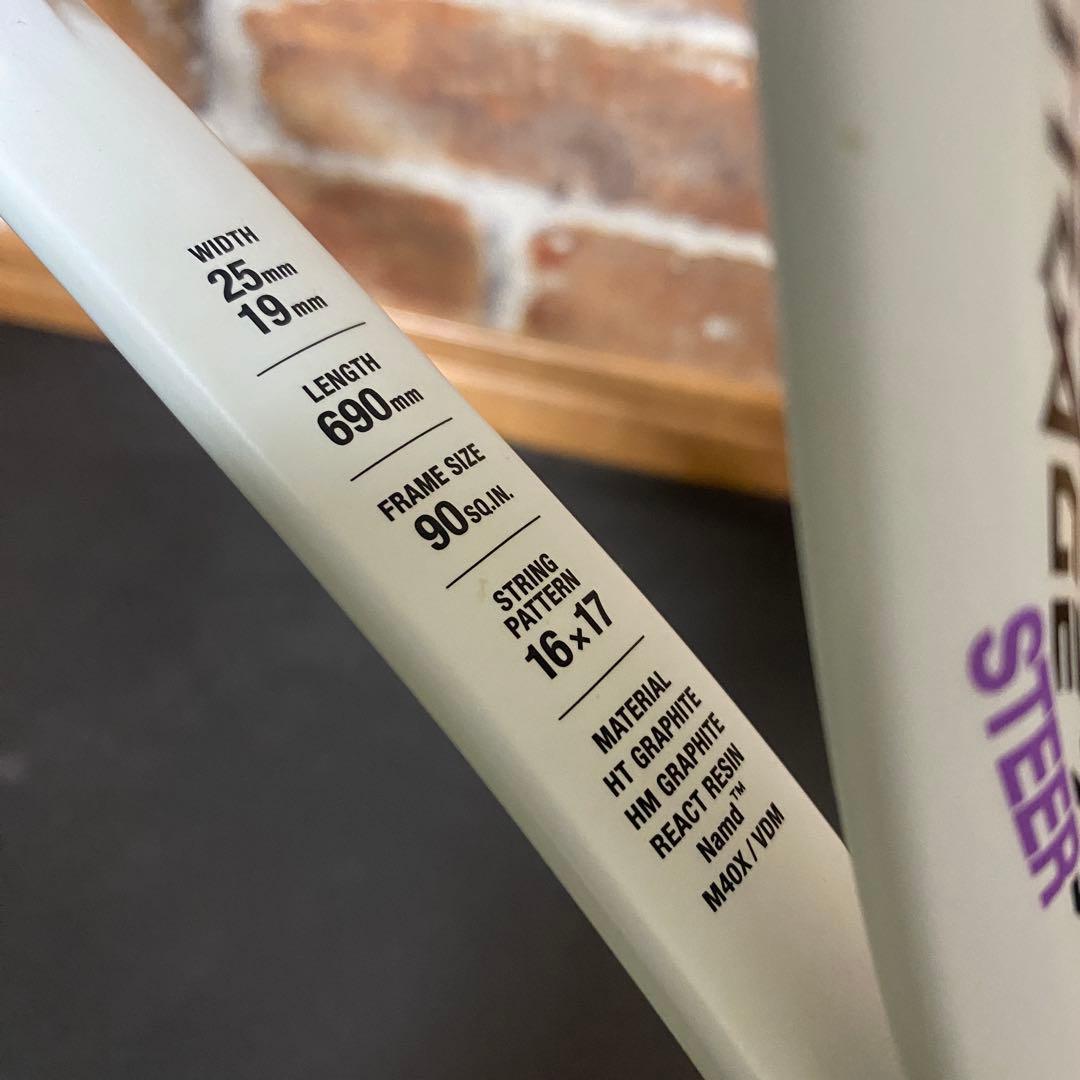 WIDTH
25mm
19mm
LENGTH
690mm
FRAME SIZE
90SQ.IN.
STRING
PATTERN
16×17
MATERIAL
HT GRAPHITE
HM GRAPHITE
REACT RESIN
Namd™
M40X / VDM
STEER